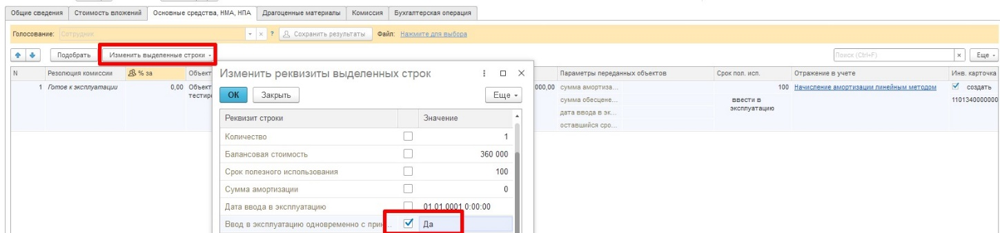 Общие сведения Стоимость вложений Основные средства, НМА, НПА Драгоценные материалы Комиссия Бухгалтерская операция
Голосование: Сотрудник ? Сохранить результаты Файл: Нажмите для выбора
Подобрать Изменить выделенные строки Поиск (Ctrl+F) × Еще
N Резолюция комиссии % за Объект Параметры переданных объектов Срок пол. исп. Отражение в учете Инв. карточка
1 Готов к эксплуатации 0,00 Объект 000,00 сумма амортиза... 100 Начисление амортизации линейным методом создать
тестир сумма обесцене... ввести в 1101340000000
дата ввода в эк... эксплуатацию
оставшийся сро...
Изменить реквизиты выделенных строк
ОК Закрыть Еще
Реквизит строки Значение
Количество 1
Балансовая стоимость 360 000
Срок полезного использования 100
Сумма амортизации 0
Дата ввода в эксплуатацию 01.01.0001 0:00:00
Ввод в эксплуатацию одновременно с прин... Да